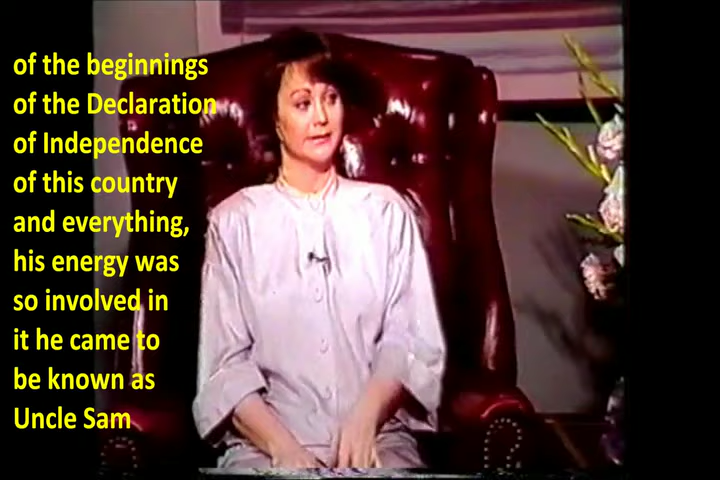 of the beginnings
of the Declaration
of Independence
of this country
and everything,
his energy was
so involved in
it he came to
be known as
Uncle Sam